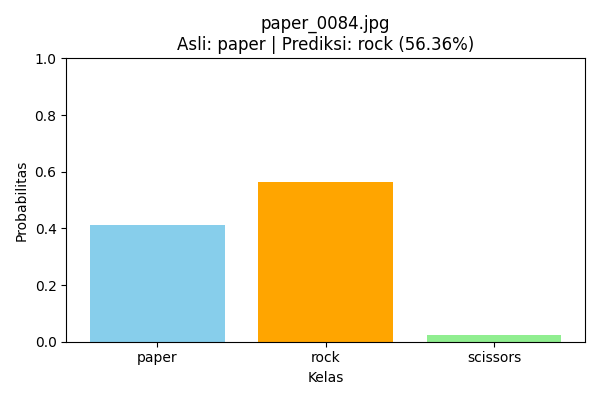 paper_0084.jpg
Asli: paper | Prediksi: rock (56.36%)
1.0
0.8
0.6
0.4
0.2
0.0
Probabilitas
paper rock scissors
Kelas